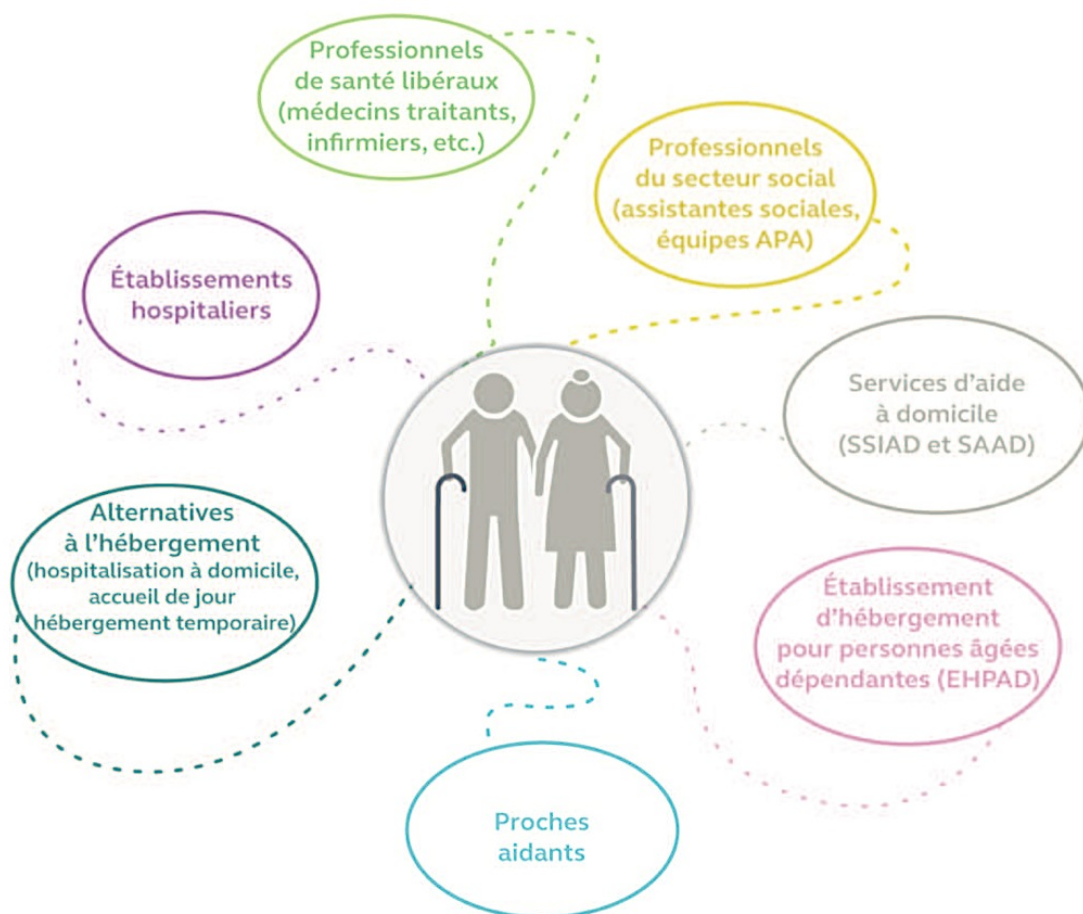 Professionnels
de santé libéraux
(médecins traitants,
infirmiers, etc.)
Professionnels
du secteur social
(assistantes sociales,
équipes APA)
Établissements
hospitaliers
Services d'aide
à domicile
(SSIAD et SAAD)
Alternatives
à l'hébergement
(hospitalisation à domicile,
accueil de jour
hébergement temporaire)
Établissement
d'hébergement
pour personnes âgées
dépendantes (EHPAD)
Proches
aidants